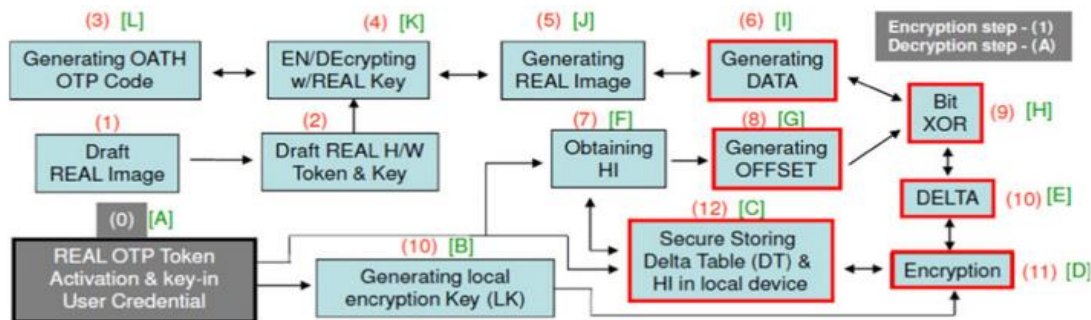 (3) [L]
(4) [K]
(5) [J]
(6) [I]
Encryption step - (1)
Decryption step - (A)
Generating OATH
OTP Code
EN/DEcrypting
w/REAL Key
Generating
REAL Image
Generating
DATA
Bit
XOR
(9) [H]
(1)
(2)
(7) [F]
(8) [G]
Draft
REAL Image
Draft REAL H/W
Token & Key
Obtaining
HI
Generating
OFFSET
DELTA
(10) [E]
(0) [A]
(10) [B]
(12) [C]
REAL OTP Token
Activation & key-in
User Credential
Generating local
encryption Key (LK)
Secure Storing
Delta Table (DT) &
HI in local device
Encryption
(11) [D]